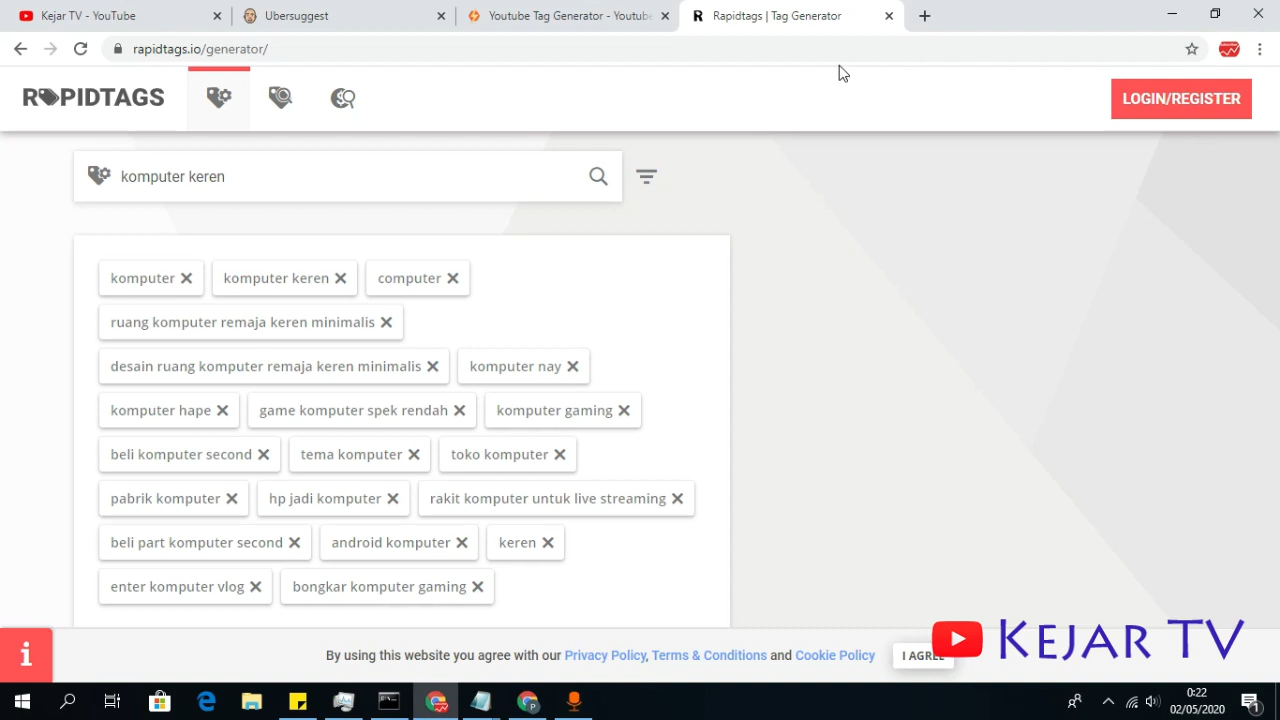 Kejar TV - YouTube
Ubersuggest
Youtube Tag Generator - Youtube
Rapidtags | Tag Generator
rapidtags.io/generator/
RAPIDTAGS
LOGIN/REGISTER
komputer keren
komputer
komputer keren
computer
ruang komputer remaja keren minimalis
desain ruang komputer remaja keren minimalis
komputer nay
komputer hape
game komputer spek rendah
komputer gaming
beli komputer second
tema komputer
toko komputer
pabrik komputer
hp jadi komputer
rakit komputer untuk live streaming
beli part komputer second
android komputer
keren
enter komputer vlog
bongkar komputer gaming
By using this website you agree with our Privacy Policy, Terms & Conditions and Cookie Policy
I AGREE
KEJAR TV
0:22
02/05/2020